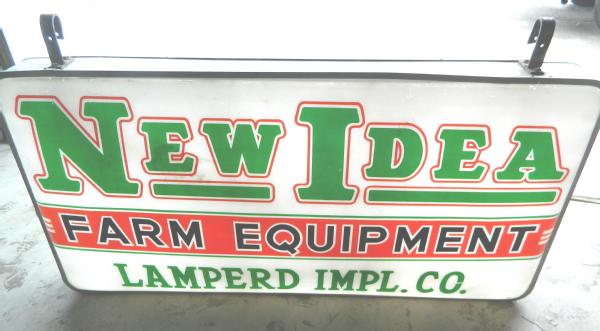 NEW IDEA
FARM EQUIPMENT
LAMPERD IMPL. CO.